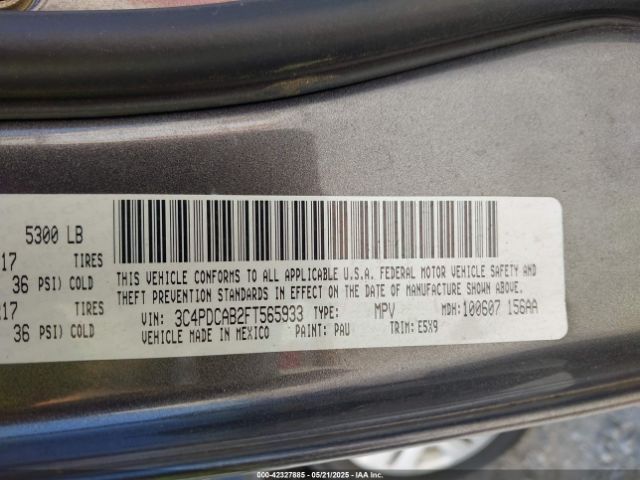 5300 LB
17 TIRES
36 PSI) COLD
17 TIRES
36 PSI) COLD
THIS VEHICLE CONFORMS TO ALL APPLICABLE U.S.A. FEDERAL MOTOR VEHICLE SAFETY AND
THEFT PREVENTION STANDARDS IN EFFECT ON THE DATE OF MANUFACTURE SHOWN ABOVE.
VIN: 3C4PDCAB2FT565933 TYPE: MPV MDH: 100607 156AA
VEHICLE MADE IN MEXICO PAINT: PAU TRIM: E5X9
000-42327885 - 05/21/2025 - IAAI.COM